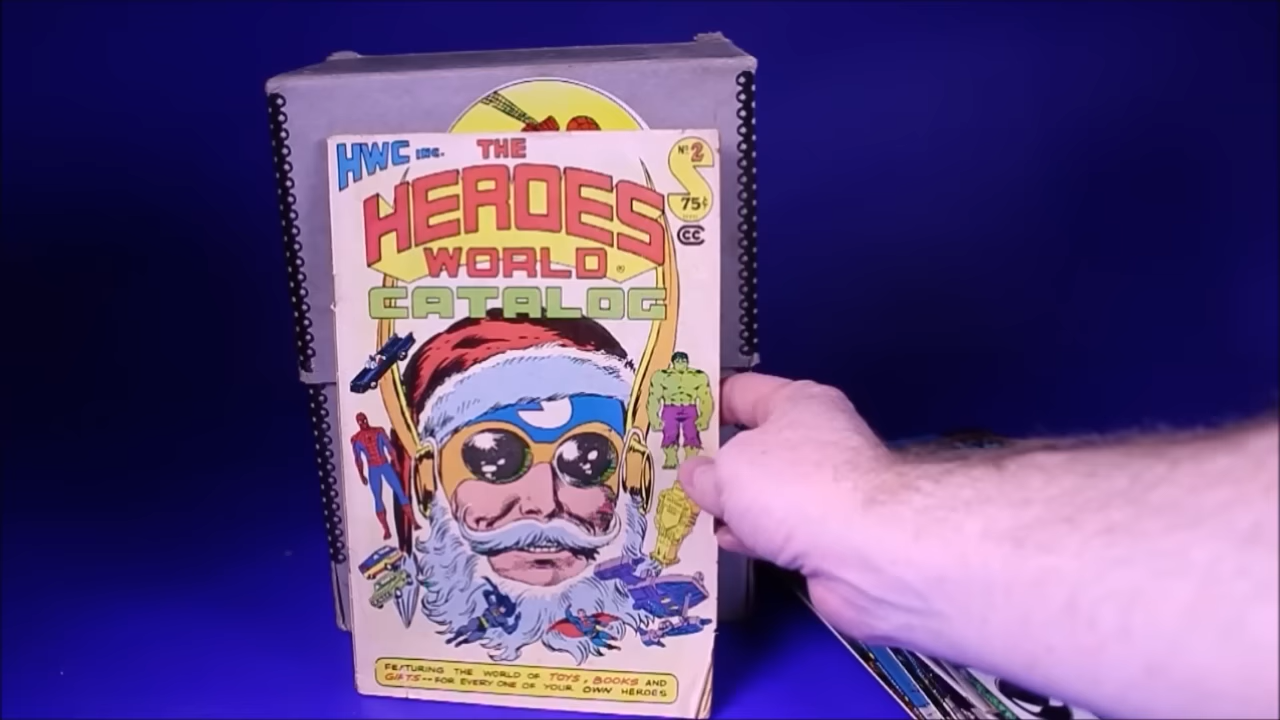 HWC INC. THE
Nº 2
HEROES
75¢
WORLD ®
CC
CATALOG
FEATURING THE WORLD OF TOYS, BOOKS AND
GIFTS--FOR EVERY ONE OF YOUR OWN HEROES